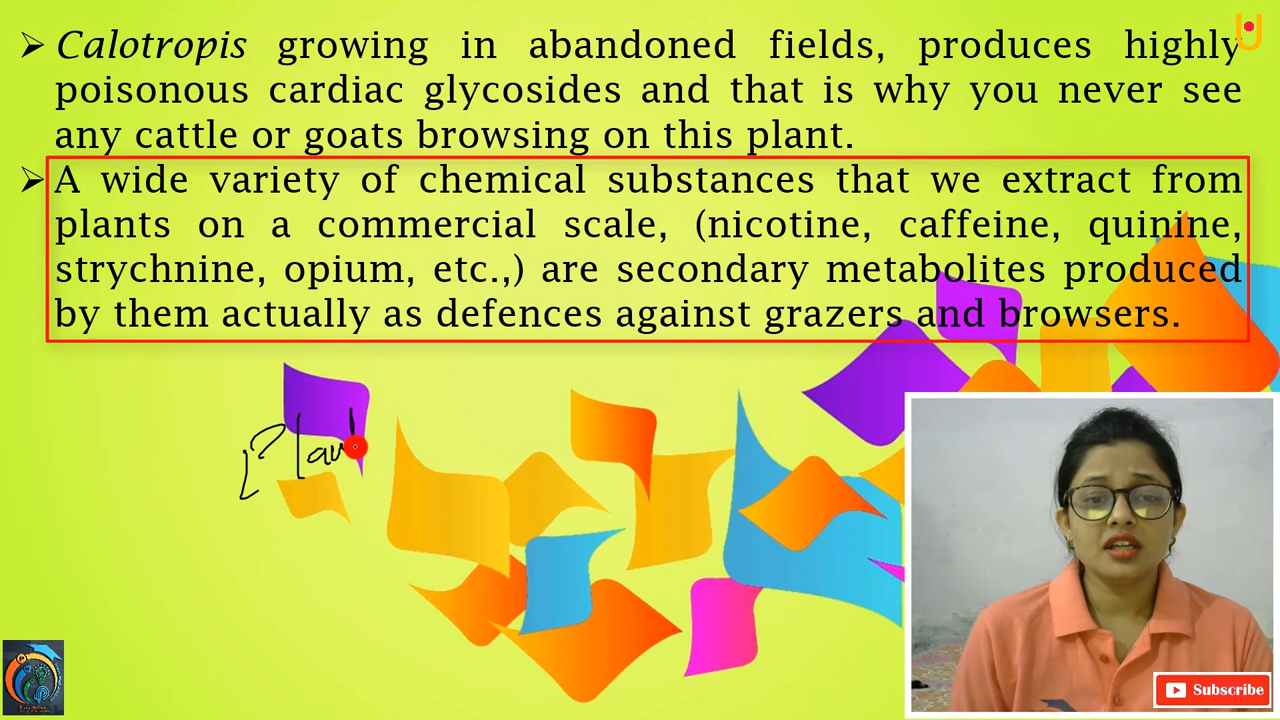 ➢ Calotropis growing in abandoned fields, produces highly
poisonous cardiac glycosides and that is why you never see
any cattle or goats browsing on this plant.
➢ A wide variety of chemical substances that we extract from
plants on a commercial scale, (nicotine, caffeine, quinine,
strychnine, opium, etc.,) are secondary metabolites produced
by them actually as defences against grazers and browsers.
Plant
Subscribe